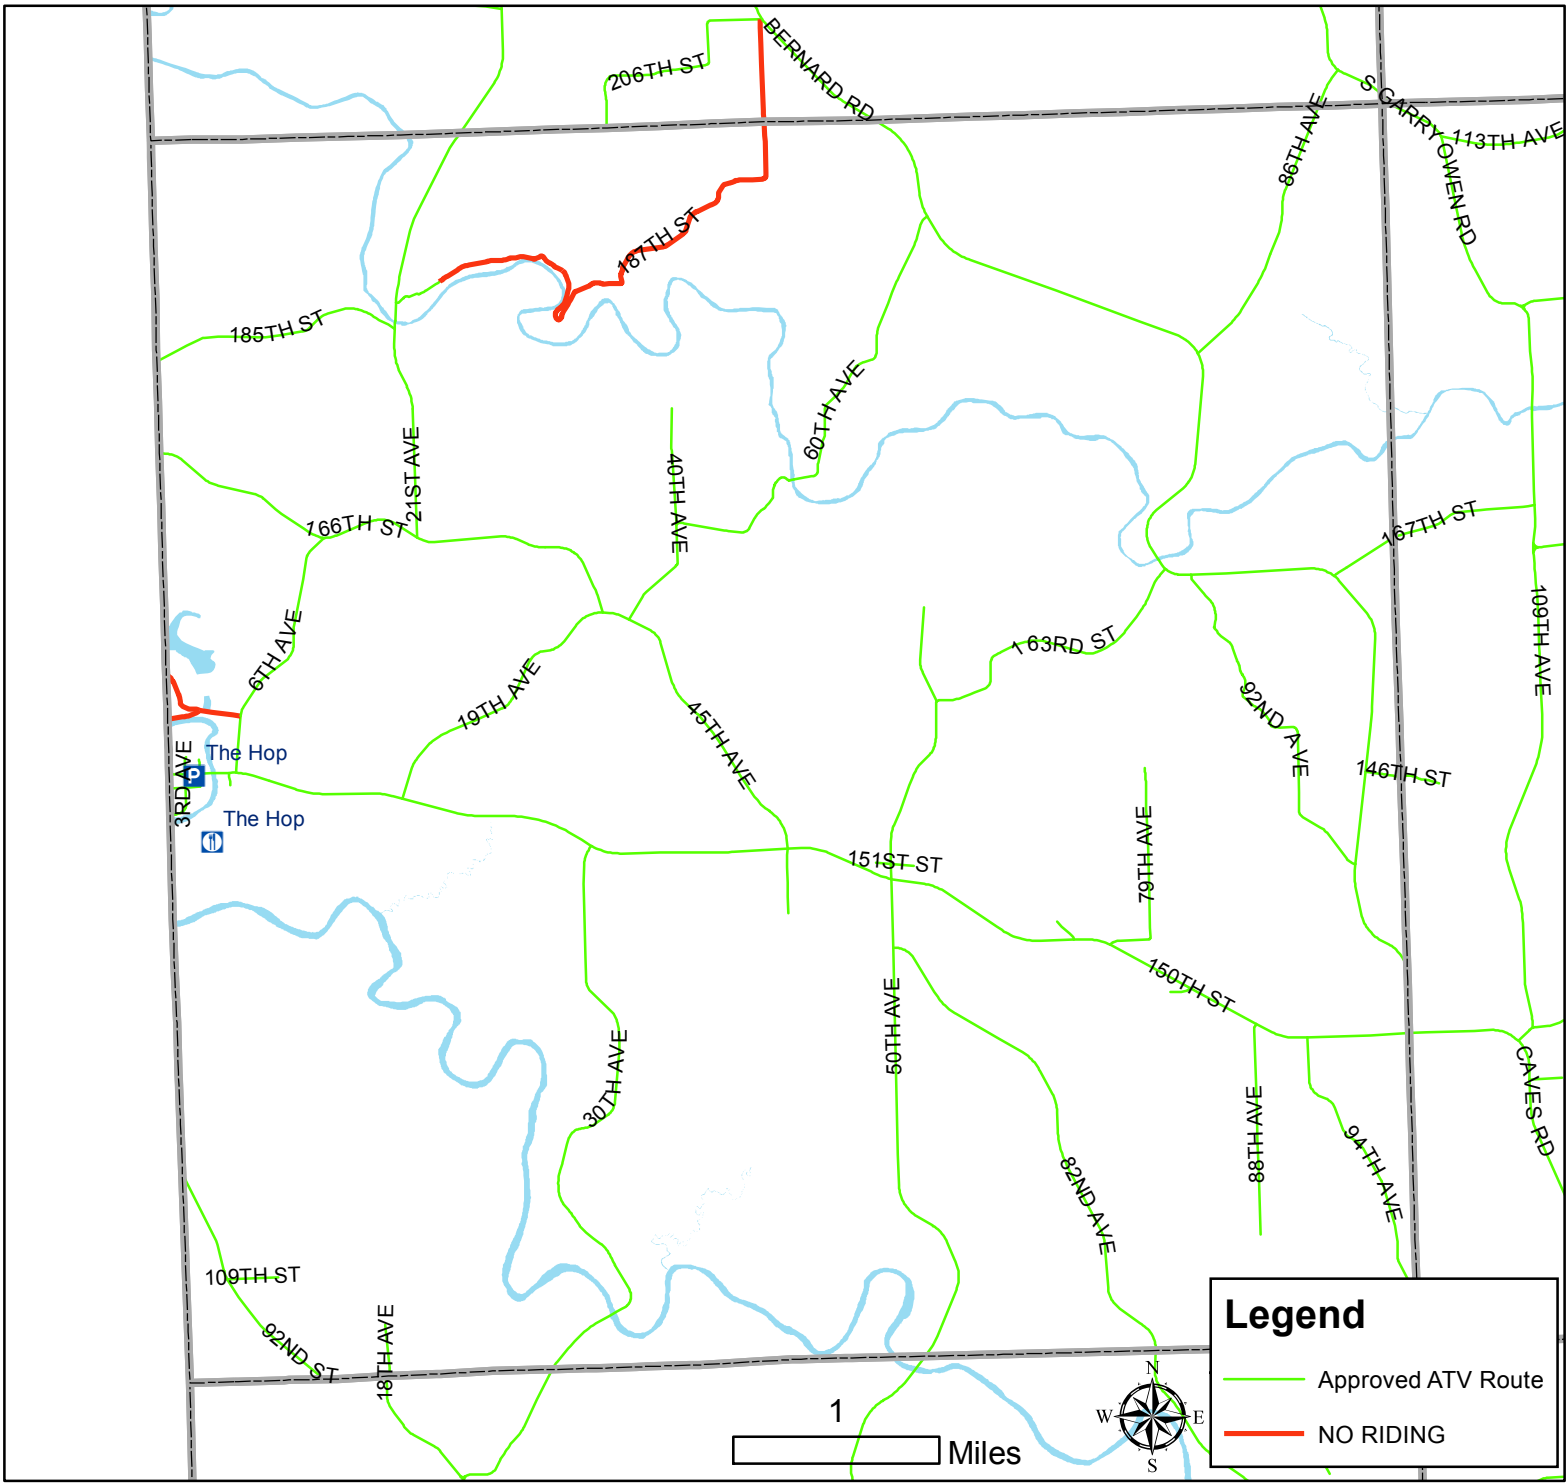 206TH ST
BERNARD RD
86TH AVE
S GARRY OWEN RD
113TH AVE
187TH ST
185TH ST
60TH AVE
21ST AVE
40TH AVE
166TH ST
167TH ST
109TH AVE
6TH AVE
19TH AVE
163RD ST
45TH AVE
92ND AVE
3RD AVE
The Hop
P
The Hop
146TH ST
79TH AVE
151ST ST
150TH ST
50TH AVE
30TH AVE
CAVES RD
88TH AVE
94TH AVE
82ND AVE
109TH ST
92ND ST
18TH AVE
Legend
Approved ATV Route
NO RIDING
1
Miles
N
W E
S